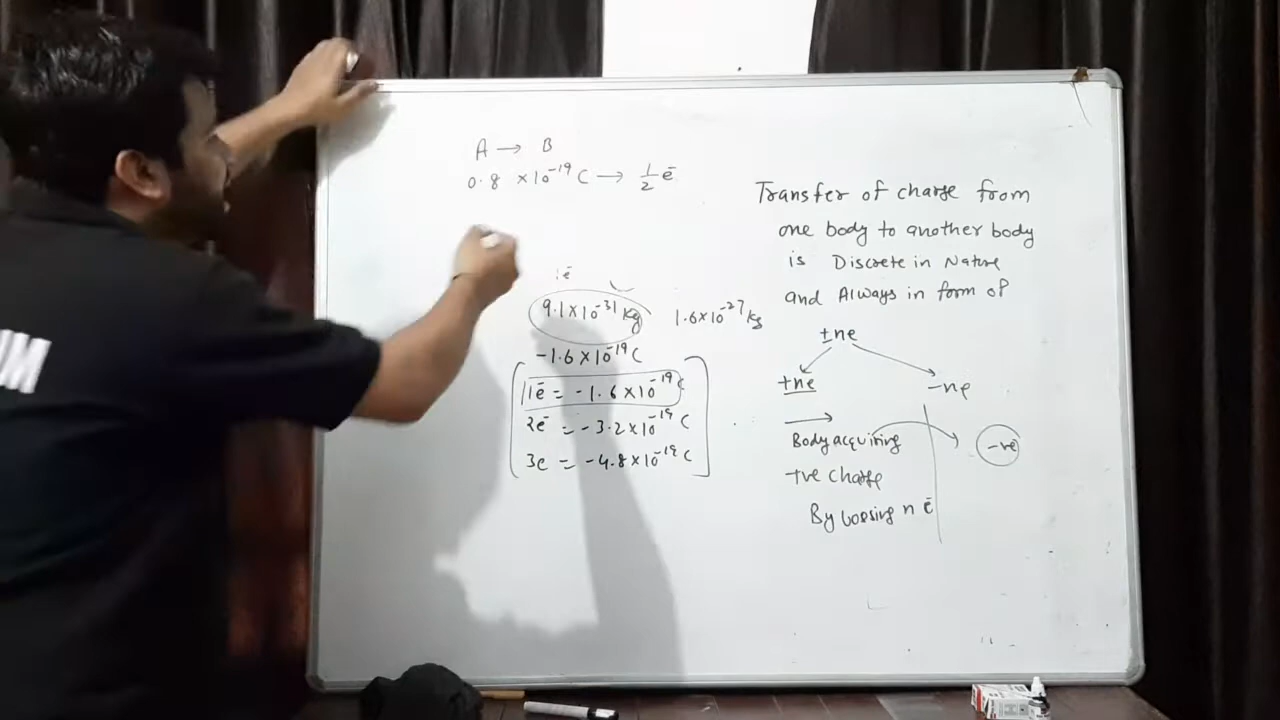 A → B
0.8 ×10⁻¹⁹ C → 1/2 e⁻
1e⁻
9.1×10⁻³¹ kg 1.6×10⁻²⁷ kg
-1.6×10⁻¹⁹ C
1e⁻ = -1.6×10⁻¹⁹ C
2e⁻ = -3.2×10⁻¹⁹ C
3e = -4.8×10⁻¹⁹ C
Transfer of charge from
one body to another body
is Discrete in Nature
and Always in form of
±ne
+ne -ne
Body acquiring -ve
+ve charge
By loosing n e⁻